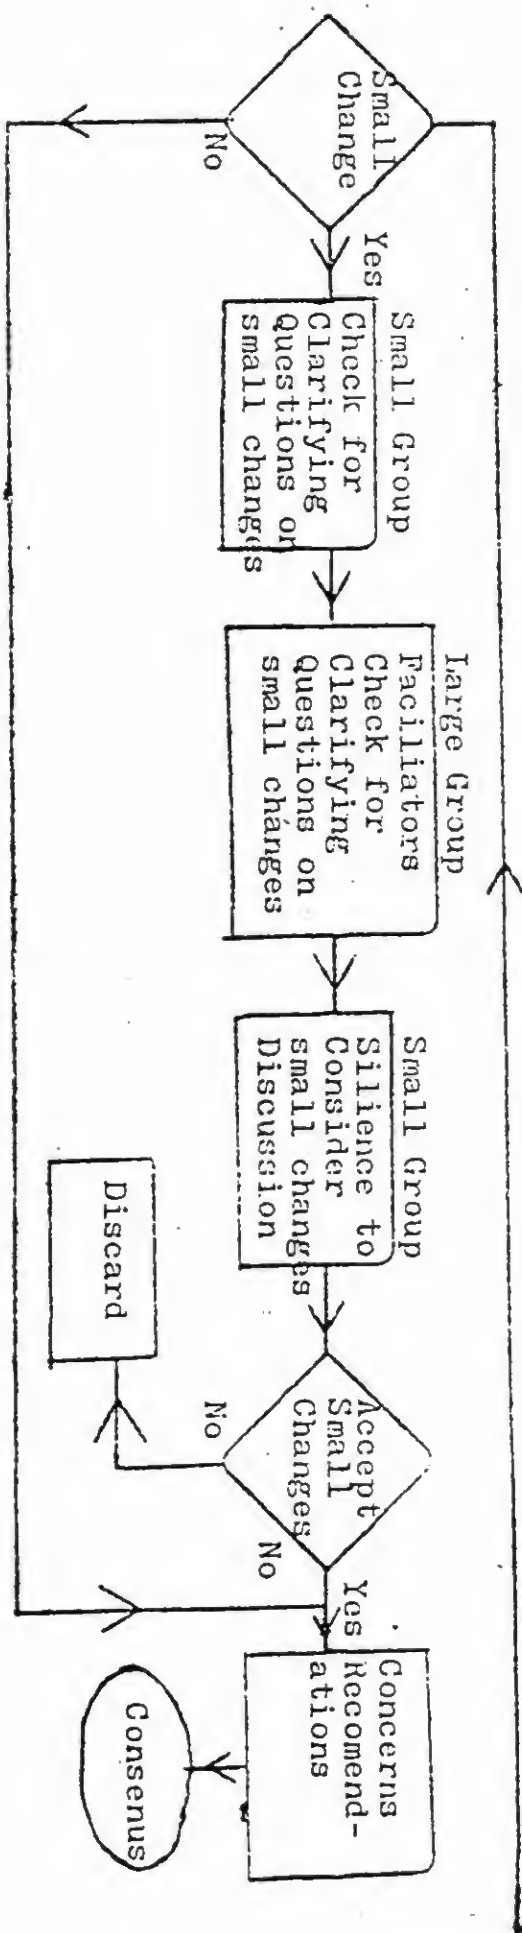 Small
Change
No
Yes
Small Group
Check for
Clarifying
Questions on
small changes
Large Group
Faciliators
Check for
Clarifying
Questions on
small changes
Small Group
Silience to
Consider
small changes
Discussion
Accept
Small
Changes
No
No
Discard
Yes
Concerns
Recomend-
ations
Consenus